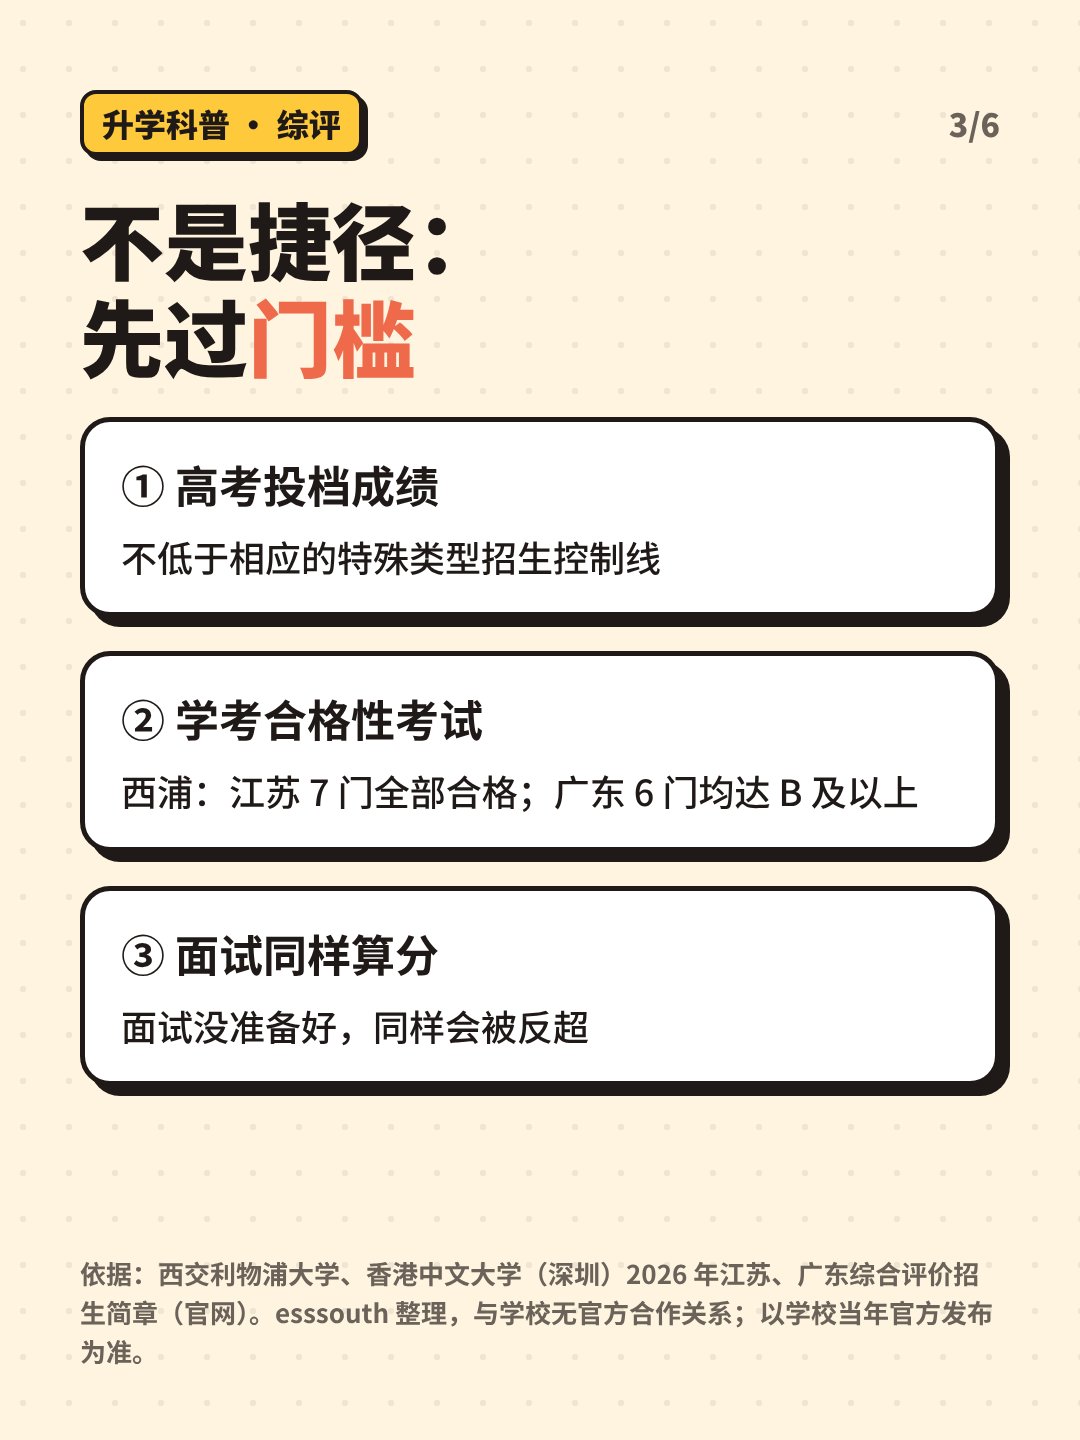 升学科普 · 综评
3/6
不是捷径：
先过门槛
① 高考投档成绩
不低于相应的特殊类型招生控制线
② 学考合格性考试
西浦：江苏 7 门全部合格；广东 6 门均达 B 及以上
③ 面试同样算分
面试没准备好，同样会被反超
依据：西交利物浦大学、香港中文大学（深圳）2026 年江苏、广东综合评价招
生简章（官网）。esssouth 整理，与学校无官方合作关系；以学校当年官方发布
为准。